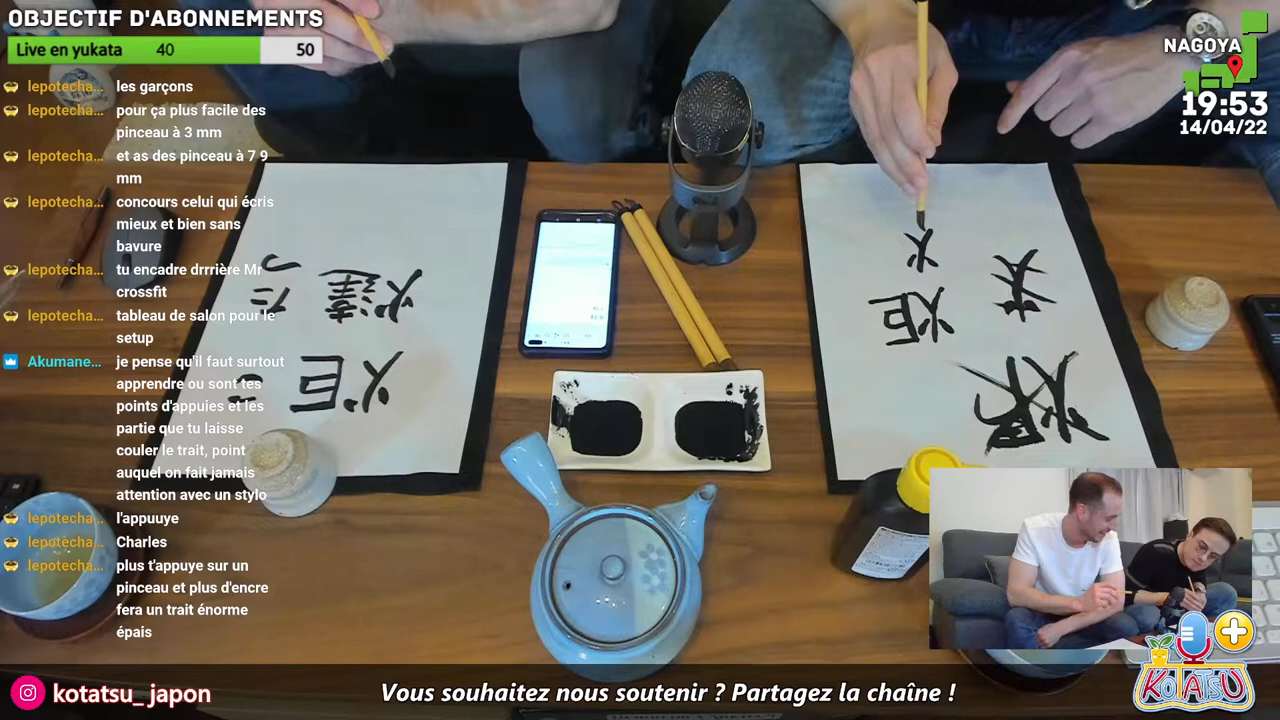 OBJECTIF D'ABONNEMENTS
Live en yukata 40 50
lepotecha... les garçons
lepotecha... pour ça plus facile des
pinceau à 3 mm
lepotecha... et as des pinceau à 7 9
mm
lepotecha... concours celui qui écris
mieux et bien sans
bavure
lepotecha... tu encadre drrrière Mr
crossfit
lepotecha... tableau de salon pour le
setup
Akumane... je pense qu'il faut surtout
apprendre ou sont tes
points d'appuies et les
partie que tu laisse
couler le trait, point
auquel on fait jamais
attention avec un stylo
lepotecha... l'appuuye
lepotecha... Charles
lepotecha... plus t'appuye sur un
pinceau et plus d'encre
fera un trait énorme
épais
NAGOYA
19:53
14/04/22
火
炬
KOTATSU
kotatsu_japon
Vous souhaitez nous soutenir ? Partagez la chaîne !